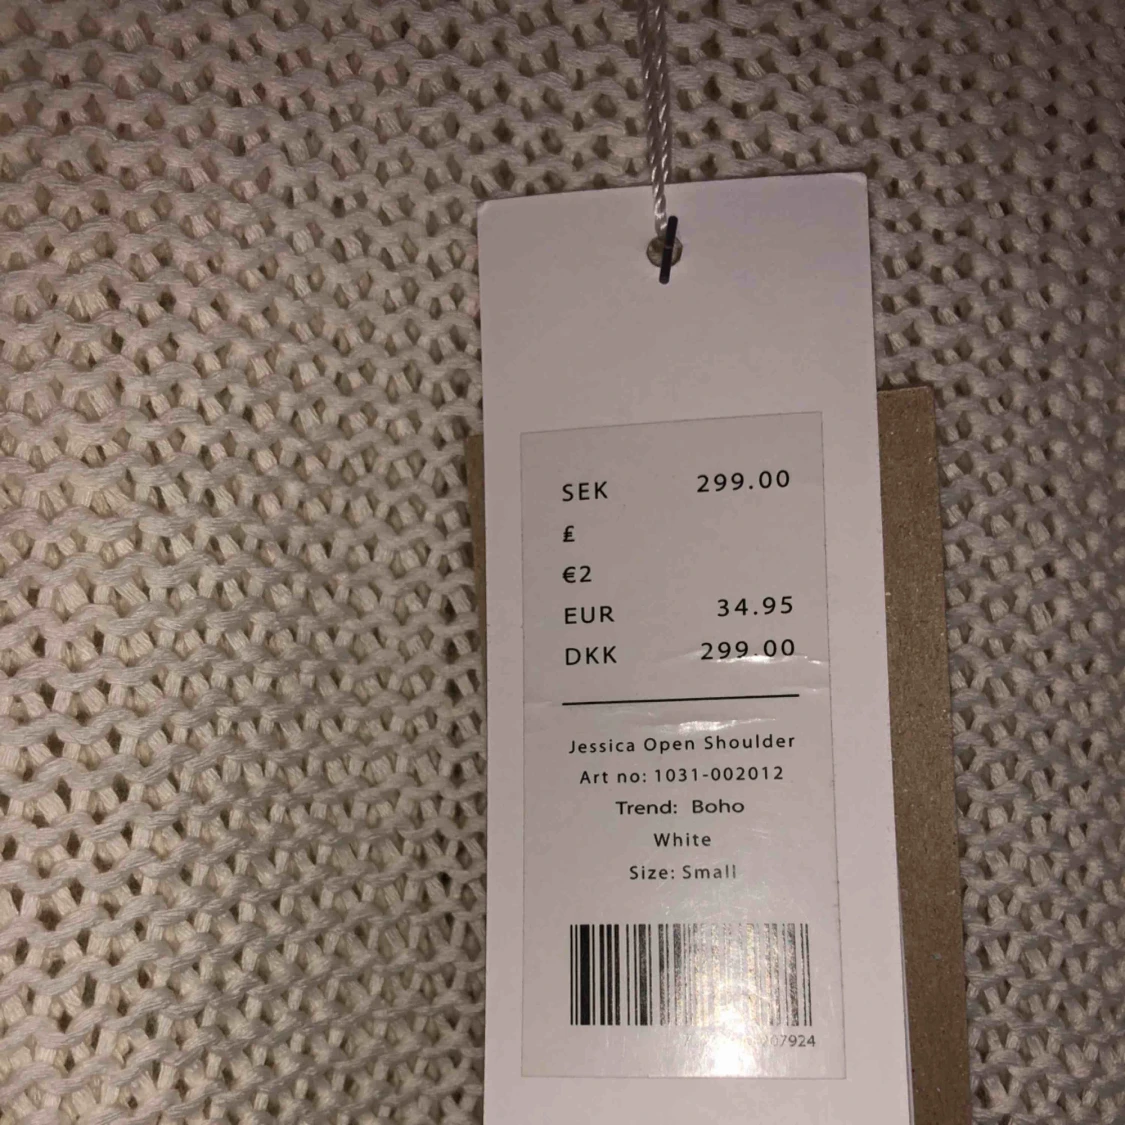 SEK 299.00
£
€2
EUR 34.95
DKK 299.00
Jessica Open Shoulder
Art no: 1031-002012
Trend: Boho
White
Size: Small